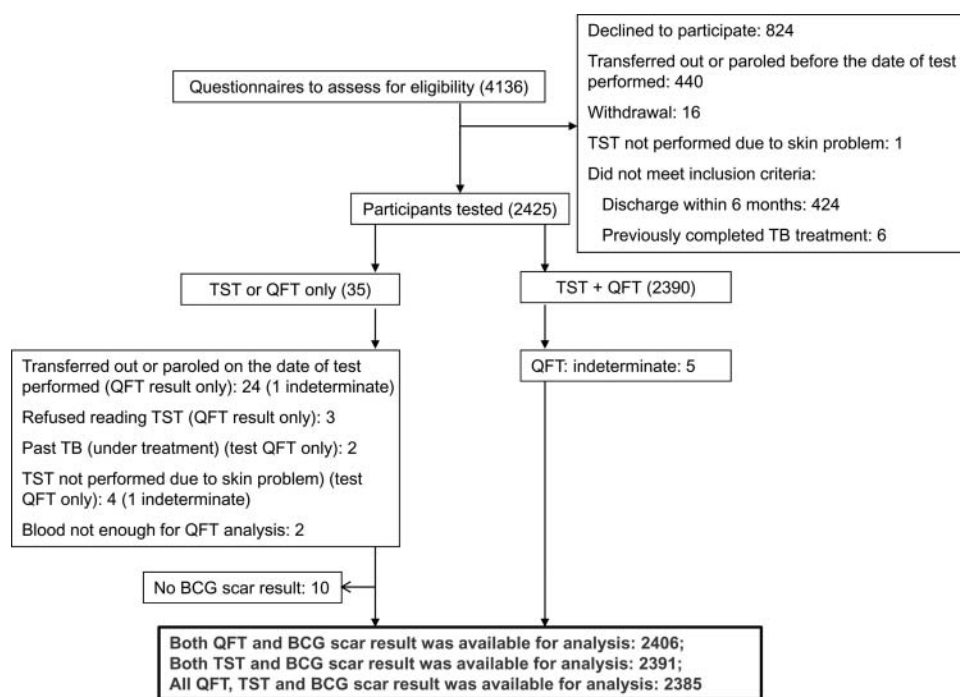 Declined to participate: 824
Transferred out or paroled before the date of test
performed: 440
Withdrawal: 16
TST not performed due to skin problem: 1
Did not meet inclusion criteria:
Discharge within 6 months: 424
Previously completed TB treatment: 6
Questionnaires to assess for eligibility (4136)
Participants tested (2425)
TST or QFT only (35)
TST + QFT (2390)
Transferred out or paroled on the date of test
performed (QFT result only): 24 (1 indeterminate)
Refused reading TST (QFT result only): 3
Past TB (under treatment) (test QFT only): 2
TST not performed due to skin problem) (test
QFT only): 4 (1 indeterminate)
Blood not enough for QFT analysis: 2
QFT: indeterminate: 5
No BCG scar result: 10
Both QFT and BCG scar result was available for analysis: 2406;
Both TST and BCG scar result was available for analysis: 2391;
All QFT, TST and BCG scar result was available for analysis: 2385